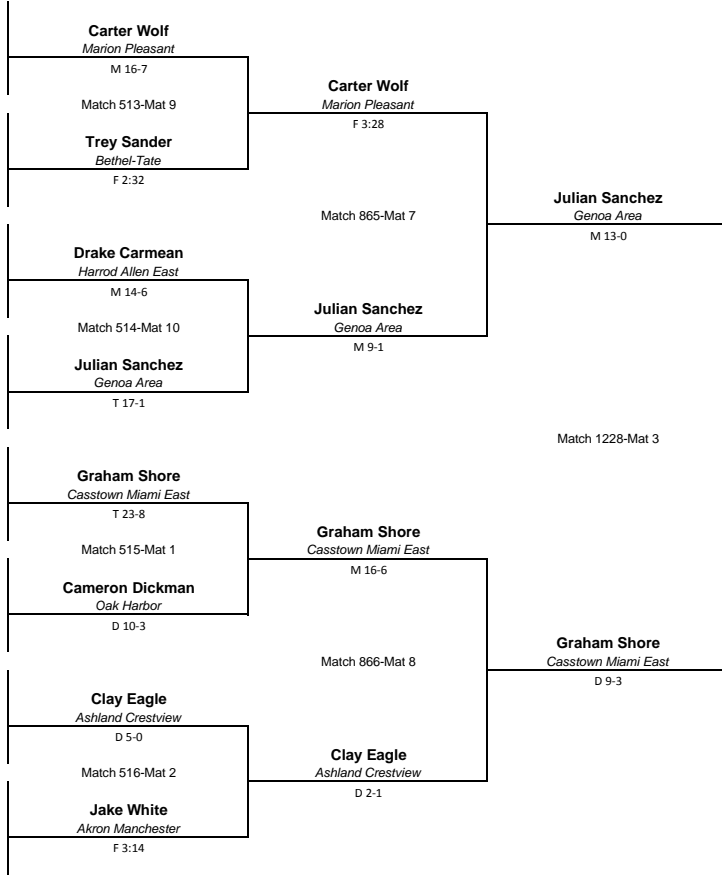 Carter Wolf
Marion Pleasant
M 16-7
Match 513-Mat 9
Trey Sander
Bethel-Tate
F 2:32
Drake Carmean
Harrod Allen East
M 14-6
Match 514-Mat 10
Julian Sanchez
Genoa Area
T 17-1
Graham Shore
Casstown Miami East
T 23-8
Match 515-Mat 1
Cameron Dickman
Oak Harbor
D 10-3
Clay Eagle
Ashland Crestview
D 5-0
Match 516-Mat 2
Jake White
Akron Manchester
F 3:14
Carter Wolf
Marion Pleasant
F 3:28
Match 865-Mat 7
Julian Sanchez
Genoa Area
M 9-1
Graham Shore
Casstown Miami East
M 16-6
Match 866-Mat 8
Clay Eagle
Ashland Crestview
D 2-1
Julian Sanchez
Genoa Area
M 13-0
Match 1228-Mat 3
Graham Shore
Casstown Miami East
D 9-3